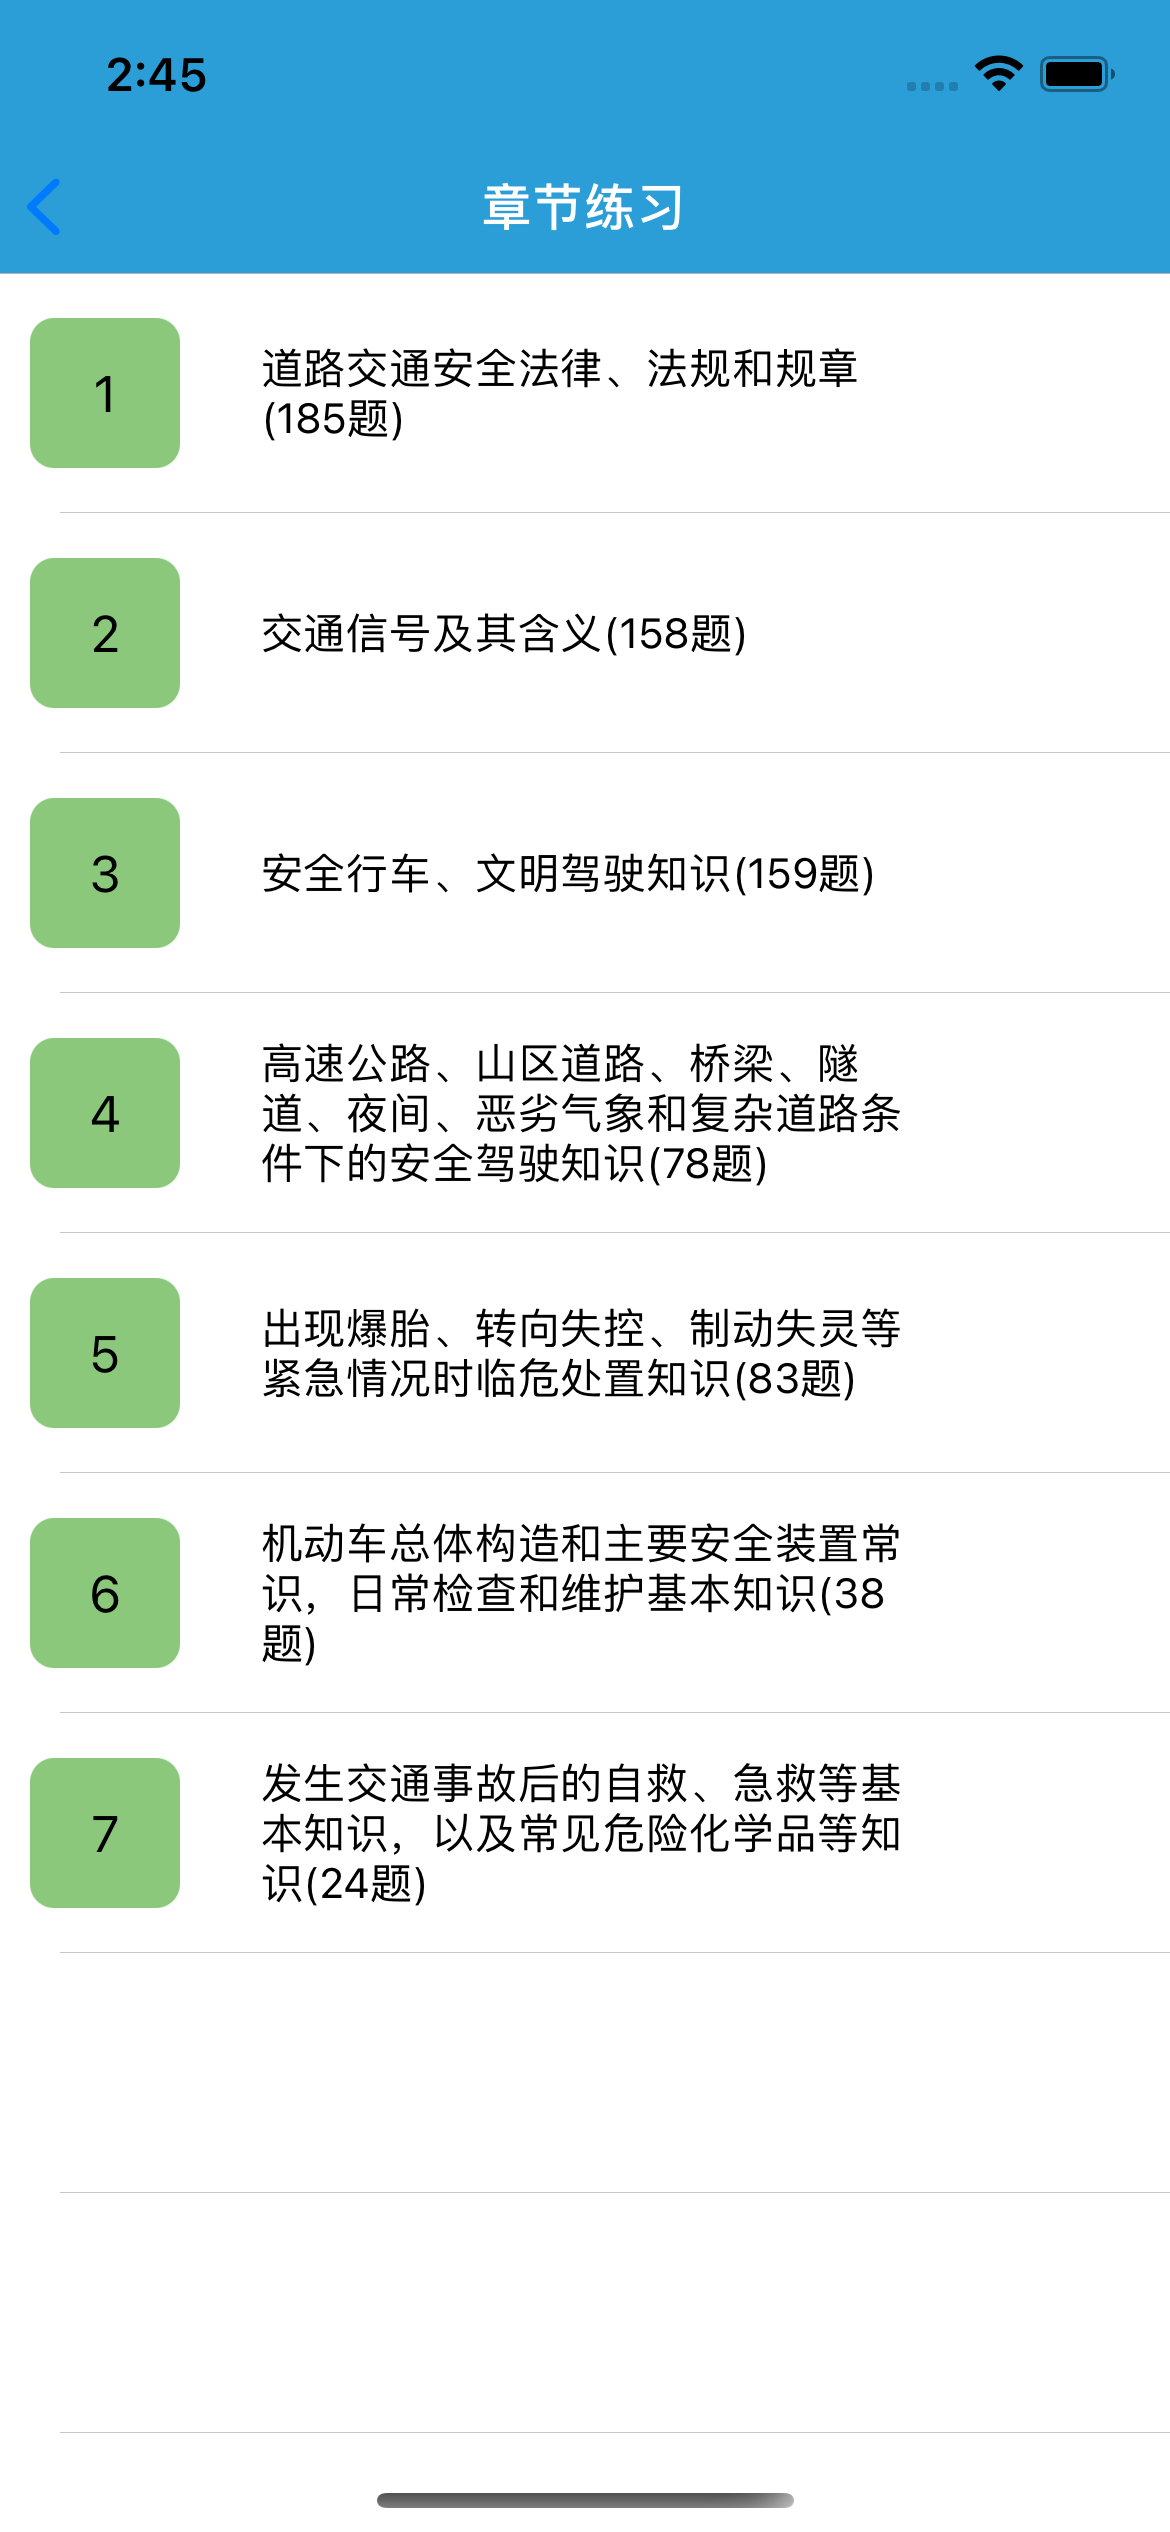 2:45
章节练习
1
道路交通安全法律、法规和规章
(185题)
2
交通信号及其含义(158题)
3
安全行车、文明驾驶知识(159题)
4
高速公路、山区道路、桥梁、隧
道、夜间、恶劣气象和复杂道路条
件下的安全驾驶知识(78题)
5
出现爆胎、转向失控、制动失灵等
紧急情况时临危处置知识(83题)
6
机动车总体构造和主要安全装置常
识，日常检查和维护基本知识(38
题)
7
发生交通事故后的自救、急救等基
本知识，以及常见危险化学品等知
识(24题)